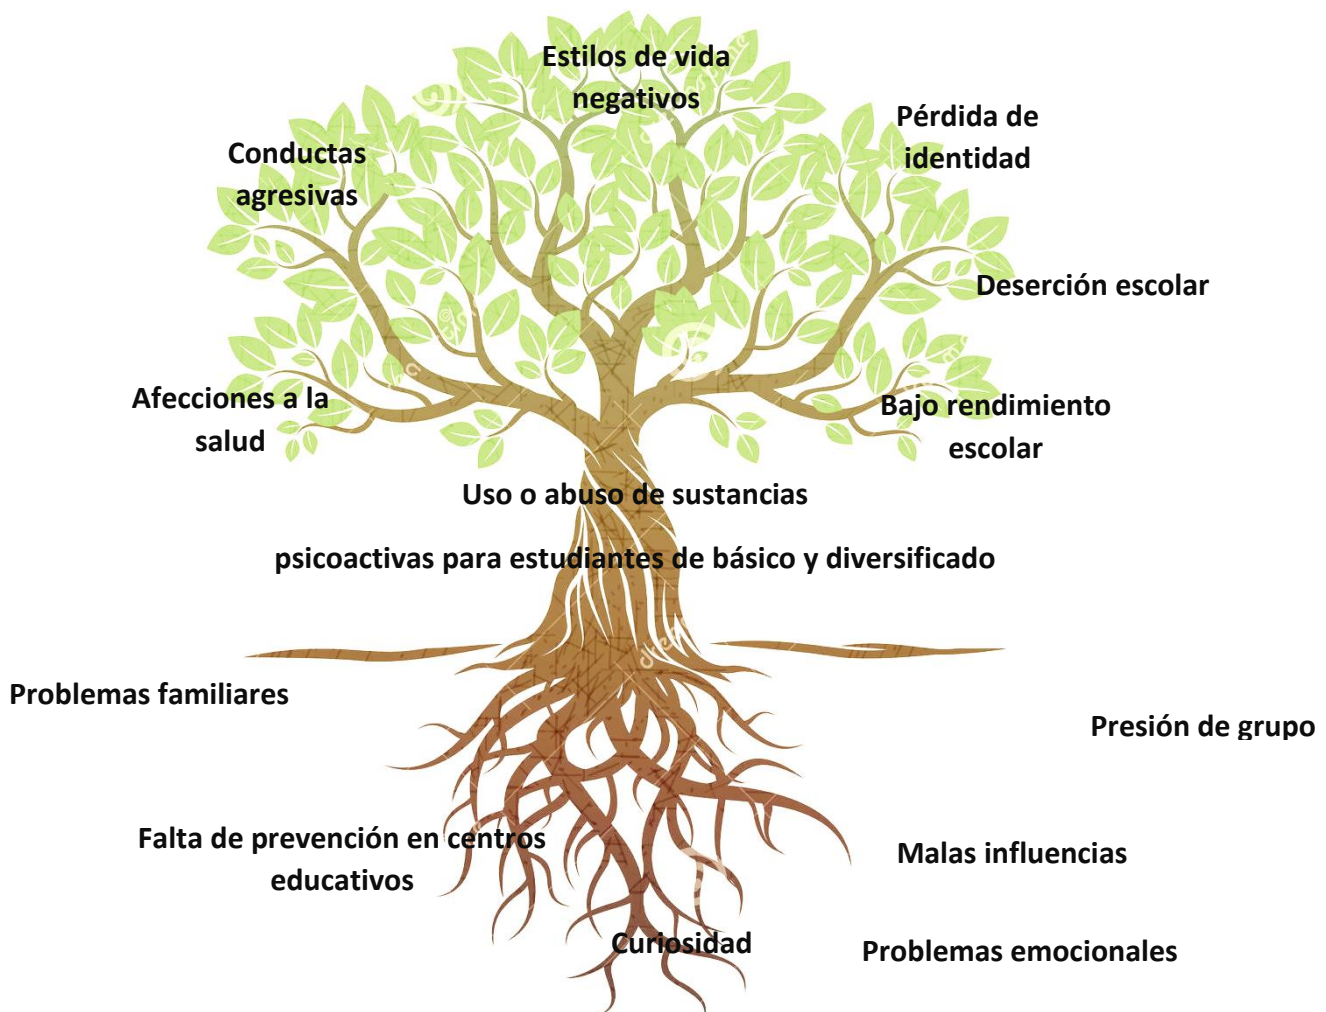 Estilos de vida
negativos
Pérdida de
identidad
Conductas
agresivas
Deserción escolar
Afecciones a la
salud
Bajo rendimiento
escolar
Uso o abuso de sustancias
psicoactivas para estudiantes de básico y diversificado
Problemas familiares
Presión de grupo
Falta de prevención en centros
educativos
Malas influencias
Curiosidad
Problemas emocionales